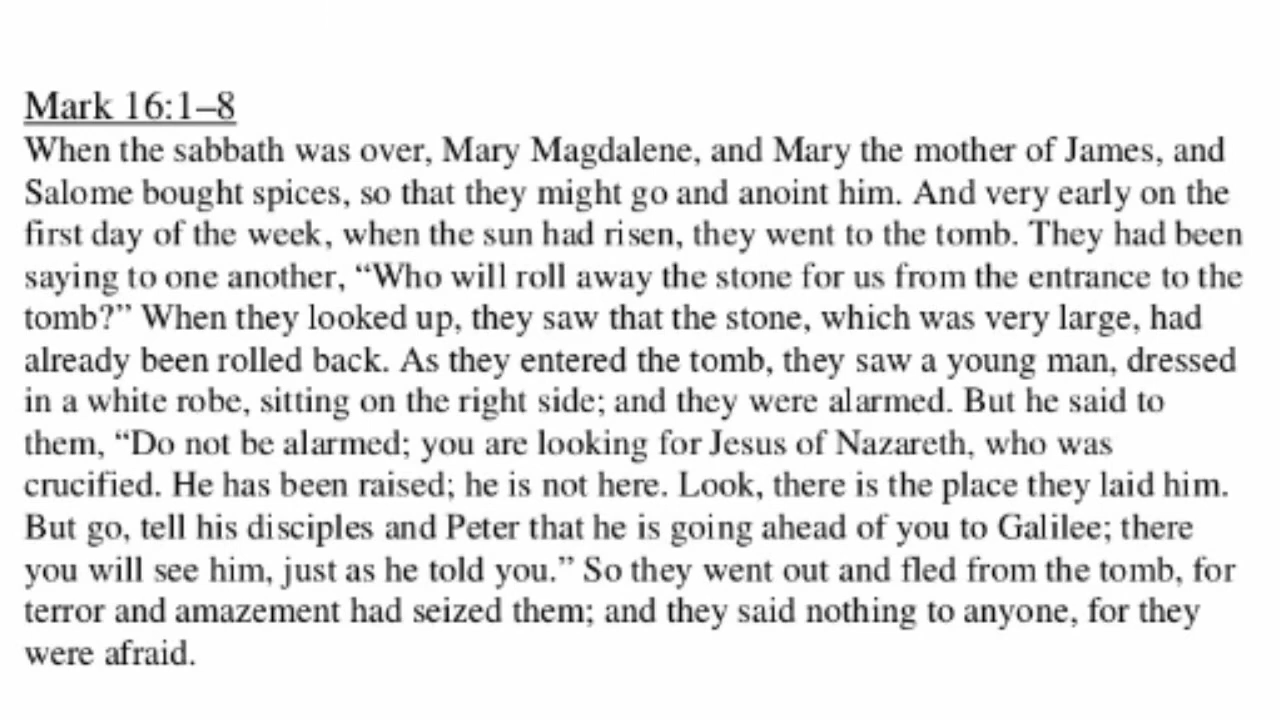 Mark 16:1–8
When the sabbath was over, Mary Magdalene, and Mary the mother of James, and
Salome bought spices, so that they might go and anoint him. And very early on the
first day of the week, when the sun had risen, they went to the tomb. They had been
saying to one another, “Who will roll away the stone for us from the entrance to the
tomb?” When they looked up, they saw that the stone, which was very large, had
already been rolled back. As they entered the tomb, they saw a young man, dressed
in a white robe, sitting on the right side; and they were alarmed. But he said to
them, “Do not be alarmed; you are looking for Jesus of Nazareth, who was
crucified. He has been raised; he is not here. Look, there is the place they laid him.
But go, tell his disciples and Peter that he is going ahead of you to Galilee; there
you will see him, just as he told you.” So they went out and fled from the tomb, for
terror and amazement had seized them; and they said nothing to anyone, for they
were afraid.